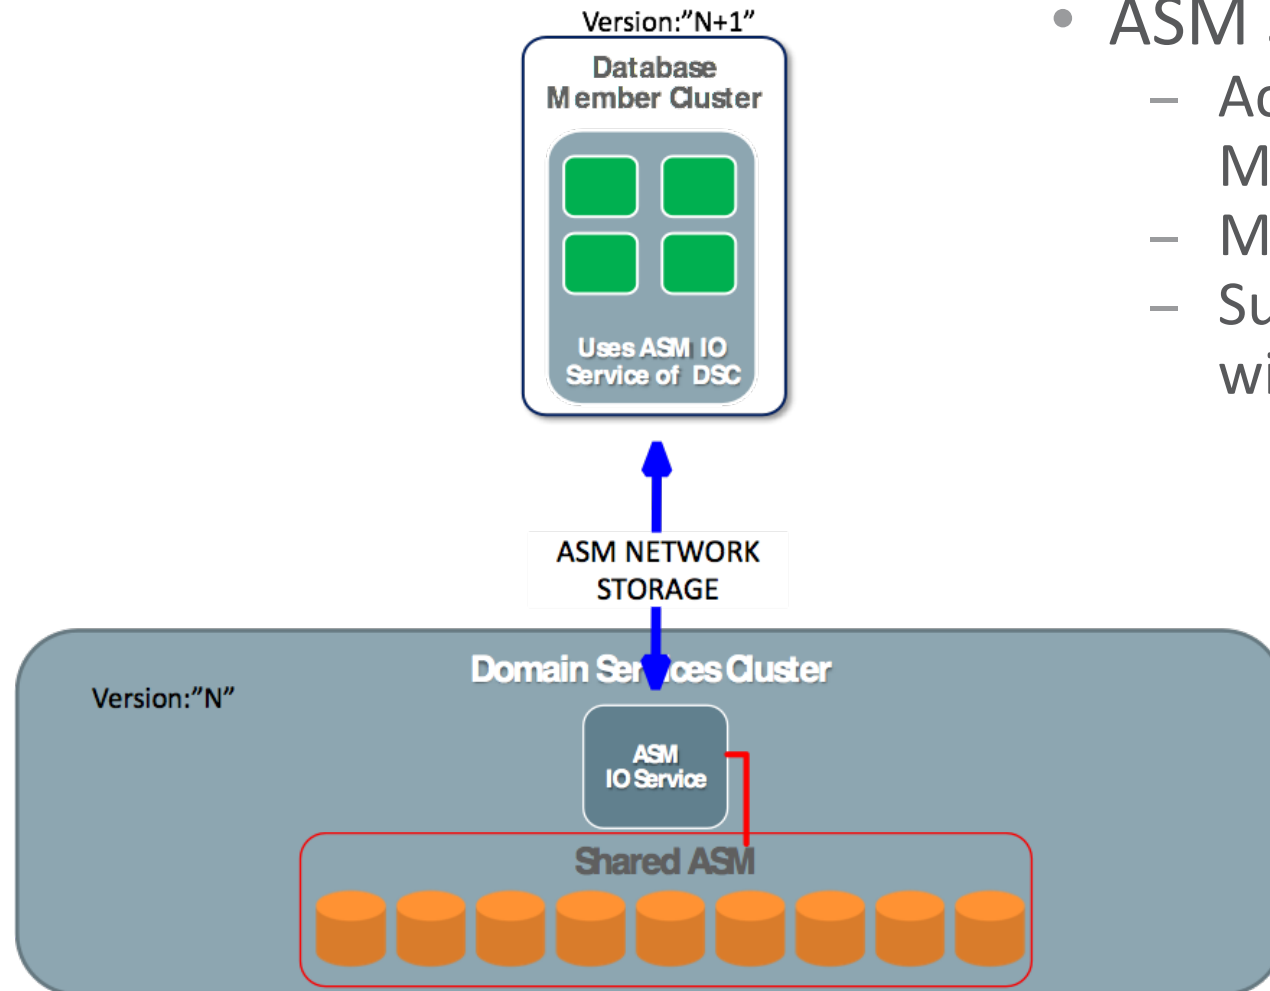 Version:”N+1”
Database
Member Cluster
Uses ASM IO
Service of DSC
ASM NETWORK
STORAGE
Domain Services Cluster
Version:”N”
ASM
IO Service
Shared ASM
• ASM
–
–
–